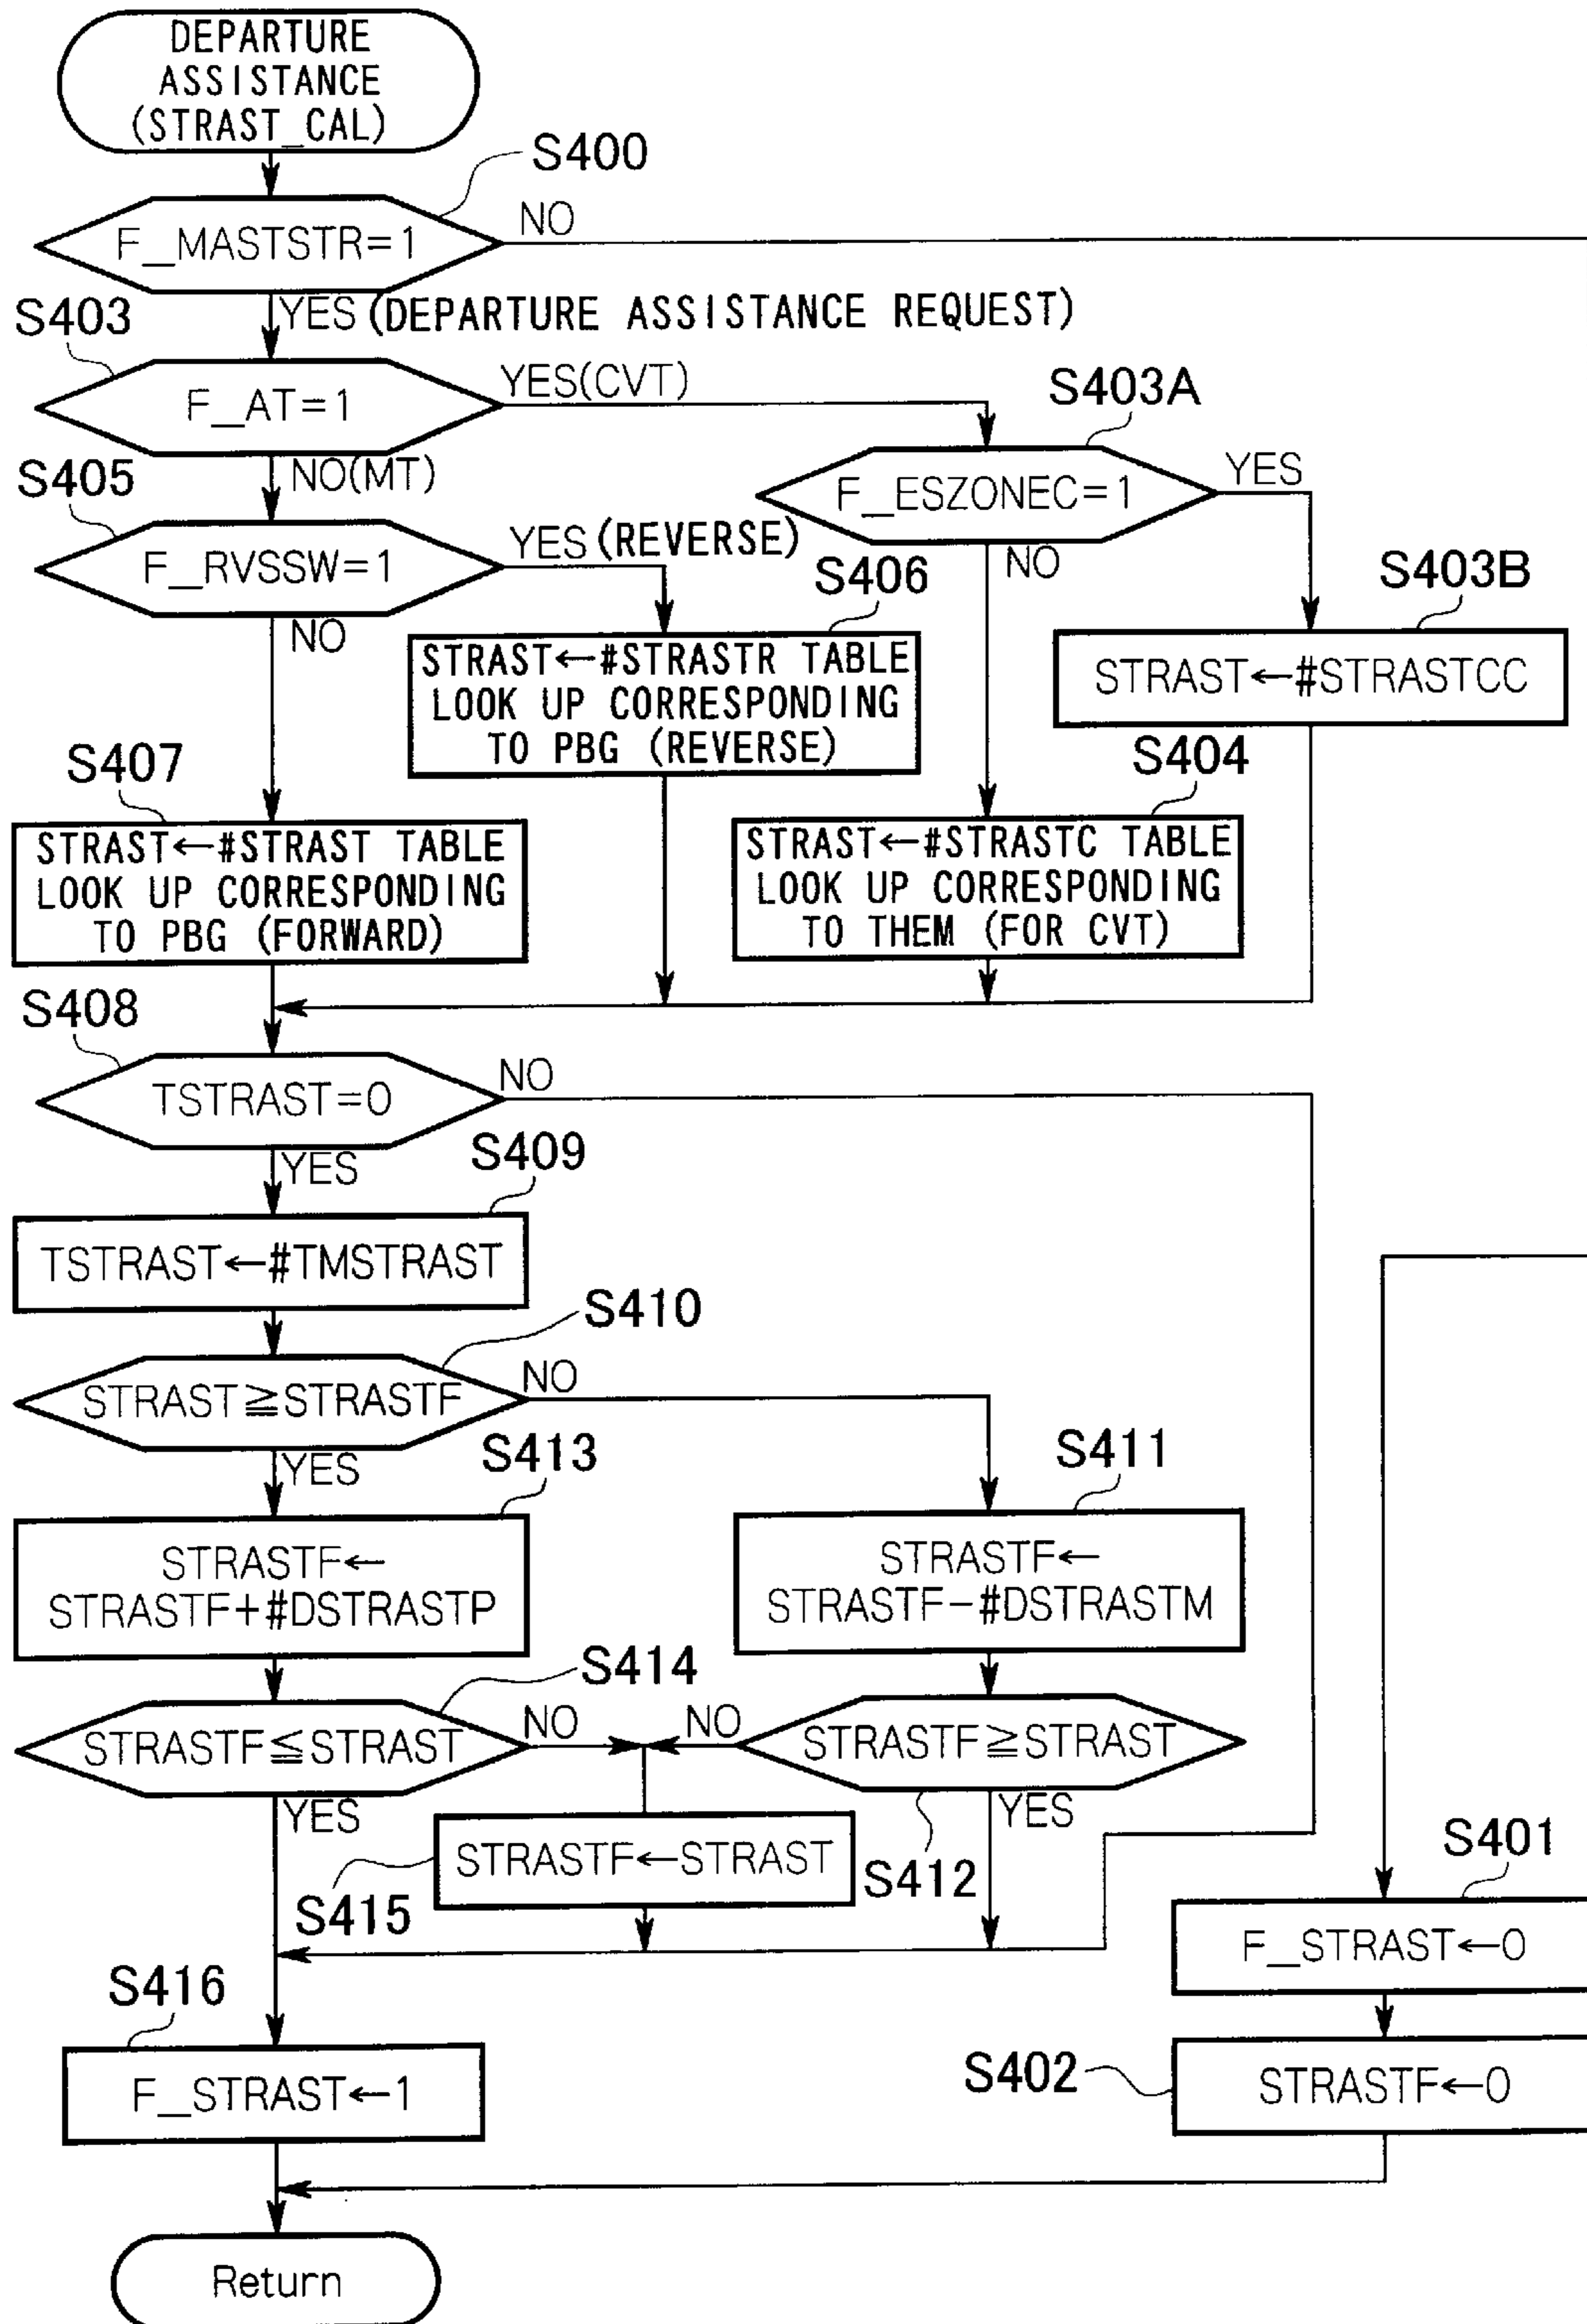 DEPARTURE
ASSISTANCE
(STRAST_CAL)
S400
F_MASTSTR=1
NO
YES (DEPARTURE ASSISTANCE REQUEST)
S403
F_AT=1
YES(CVT)
S403A
NO(MT)
F_ESZONEC=1
YES
S405
F_RVSSW=1
YES (REVERSE)
NO
S406
NO
S403B
STRAST←#STRASTR TABLE
LOOK UP CORRESPONDING
TO PBG (REVERSE)
STRAST←#STRASTCC
S407
STRAST←#STRAST TABLE
LOOK UP CORRESPONDING
TO PBG (FORWARD)
S404
STRAST←#STRASTC TABLE
LOOK UP CORRESPONDING
TO THEM (FOR CVT)
S408
TSTRAST=0
NO
YES
S409
TSTRAST←#TMSTRAST
S410
STRAST≧STRASTF
NO
YES
S413
STRASTF←
STRASTF+#DSTRASTP
S411
STRASTF←
STRASTF-#DSTRASTM
S414
STRASTF≦STRAST
NO
NO
STRASTF≧STRAST
YES
YES
S412
STRASTF←STRAST
S415
S401
F_STRAST←0
S416
F_STRAST←1
S402
STRASTF←0
Return